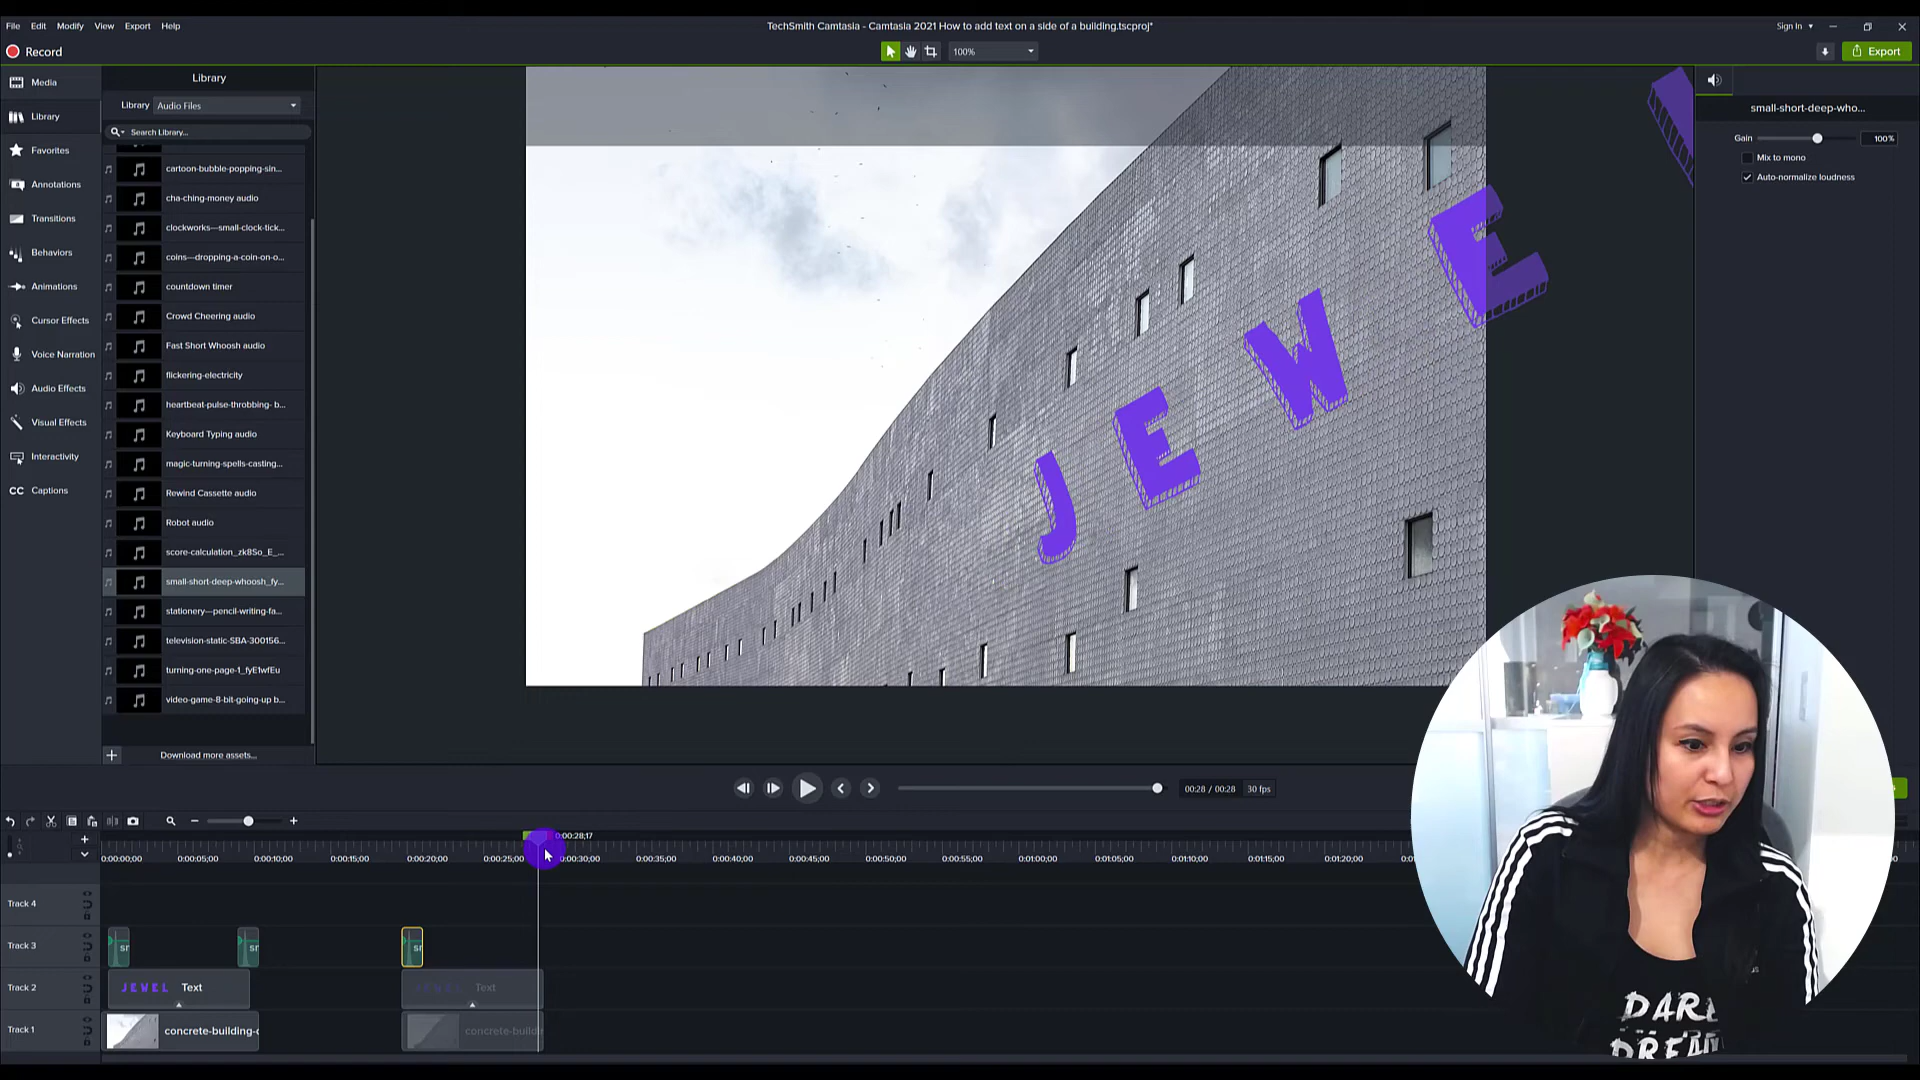 File Edit Modify View Export Help
TechSmith Camtasia - Camtasia 2021 How to add text on a side of a building.tscproj*
Sign In
Record
100%
Export
Media
Library
Favorites
Annotations
Transitions
Behaviors
Animations
Cursor Effects
Voice Narration
Audio Effects
Visual Effects
Interactivity
CC Captions
Library
Library Audio Files
Search Library...
cartoon-bubble-popping-sin...
cha-ching-money audio
clockworks---small-clock-tick...
coins---dropping-a-coin-on-o...
countdown timer
Crowd Cheering audio
Fast Short Whoosh audio
flickering-electricity
heartbeat-pulse-throbbing- b...
Keyboard Typing audio
magic-turning-spells-casting...
Rewind Cassette audio
Robot audio
score-calculation_zk8So_E_...
small-short-deep-whoosh_fy...
stationery---pencil-writing-fa...
television-static-SBA-300156...
turning-one-page-1_fyE1wfEu
video-game-8-bit-going-up b...
Download more assets...
J E W E
small-short-deep-who...
Gain 100%
Mix to mono
Auto-normalize loudness
00:28 / 00:28 30 fps
0:00:28;17
0:00:00;00 0:00:05;00 0:00:10;00 0:00:15;00 0:00:20;00 0:00:25;00 0:00:30;00 0:00:35;00 0:00:40;00 0:00:45;00 0:00:50;00 0:00:55;00 0:01:00;00 0:01:05;00 0:01:10;00 0:01:15;00 0:01:20;00
Track 4
Track 3 sr sr sr
Track 2 JEWEL Text JEWEL Text
Track 1 concrete-building-c concrete-buildi
DARE
DREAM